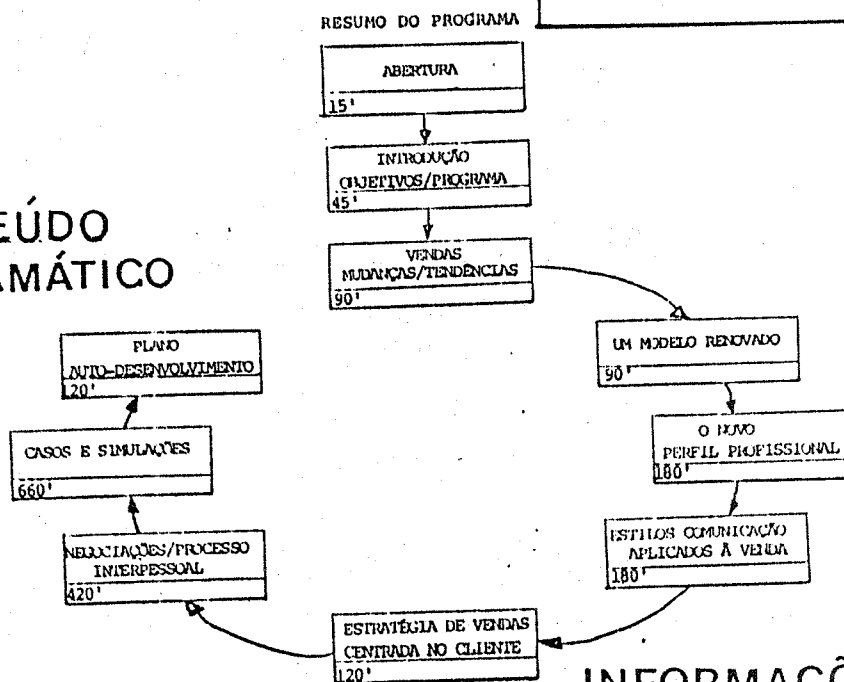 RESUMO DO PROGRAMA
ABERTURA
15'
INTRODUÇÃO
OBJETIVOS/PROGRAMA
45'
VENDAS
MUDANÇAS/TENDÊNCIAS
90'
EÚDO
AMÁTICO
UM MODELO RENOVADO
90'
O NOVO
PERFIL PROFISSIONAL
180'
ESTILOS COMUNICAÇÃO
APLICADOS À VENDA
180'
ESTRATÉGIA DE VENDAS
CENTRADA NO CLIENTE
120'
NEGOCIAÇÕES/PROCESSO
INTERPESSOAL
420'
CASOS E SIMULAÇÕES
660'
PLANO
AUTO-DESENVOLVIMENTO
120'
INFORMAÇÕ